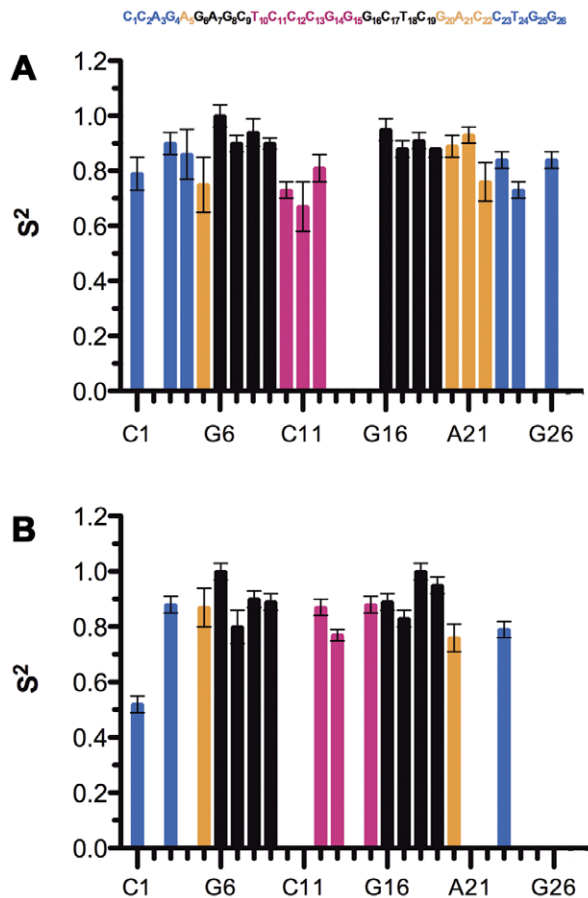 C₁C₂A₃G₄A₅G₆A₇G₈C₉T₁₀C₁₁C₁₂C₁₃G₁₄G₁₅G₁₆C₁₇T₁₈C₁₉G₂₀A₂₁C₂₂C₂₃T₂₄G₂₅G₂₆
A
1.2
1.0
0.8
0.6
0.4
0.2
0.0
S²
C1 G6 C11 G16 A21 G26
B
1.2
1.0
0.8
0.6
0.4
0.2
0.0
S²
C1 G6 C11 G16 A21 G26